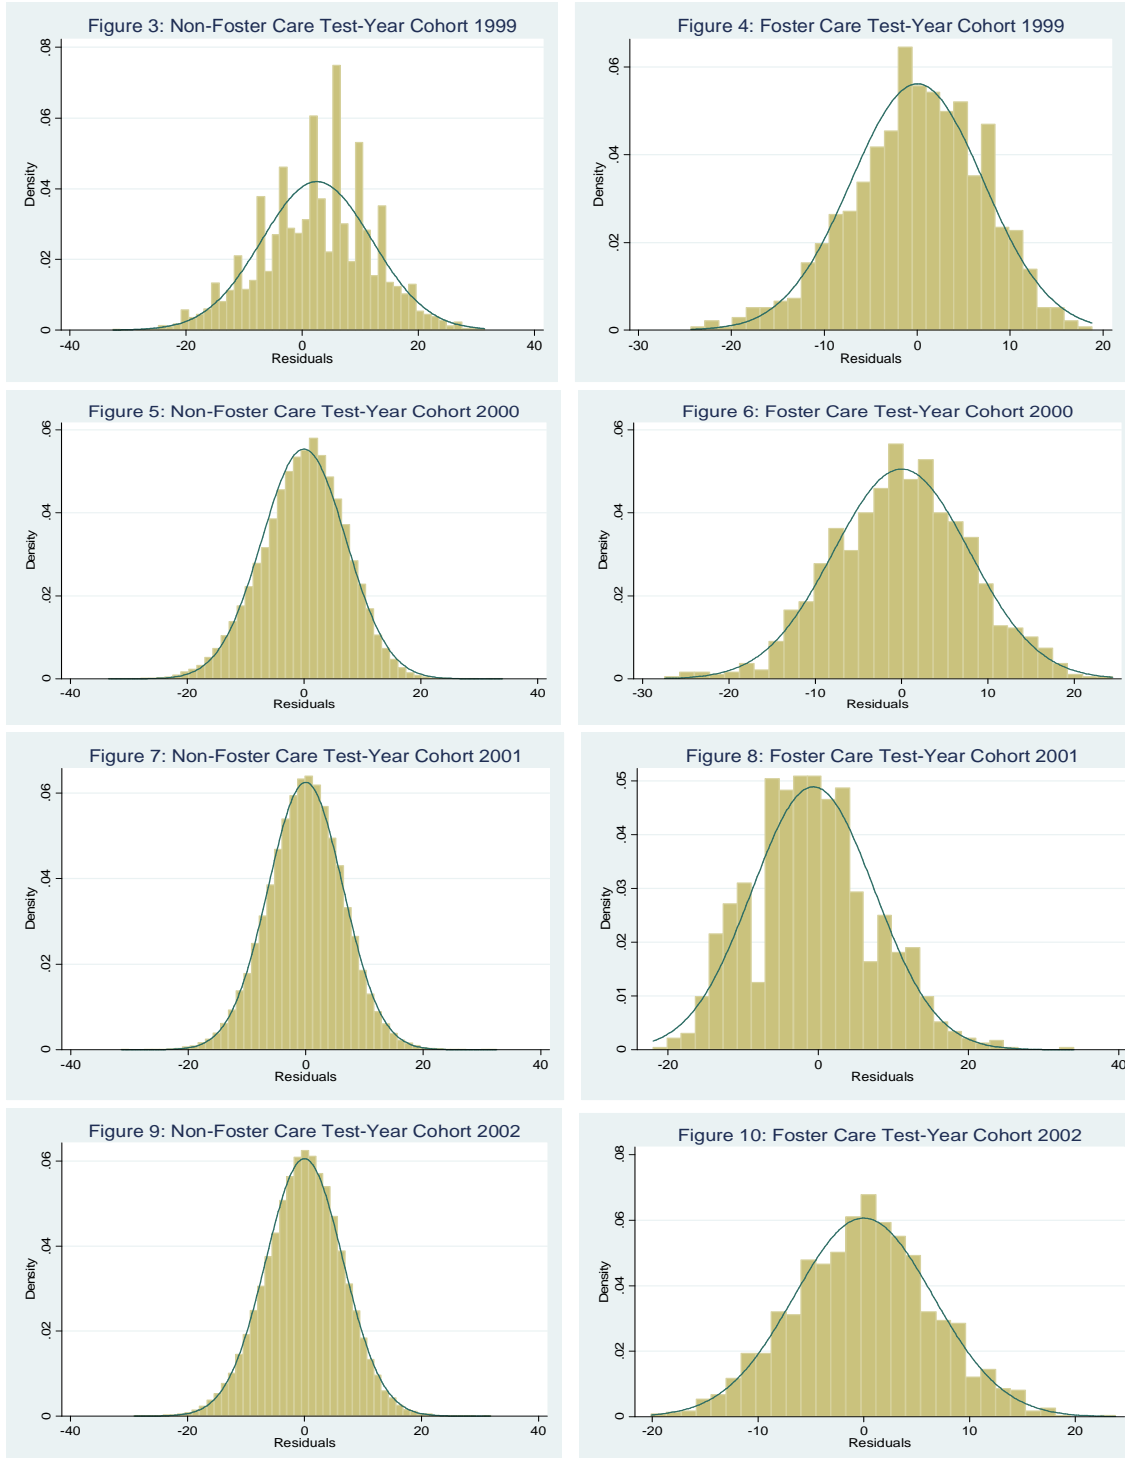 Figure 3: Non-Foster Care Test-Year Cohort 1999
Density
0 .02 .04 .06 .08
-40 -20 0 20 40
Residuals
Figure 4: Foster Care Test-Year Cohort 1999
Density
0 .02 .04 .06
-30 -20 -10 0 10 20
Residuals
Figure 5: Non-Foster Care Test-Year Cohort 2000
Density
0 .02 .04 .06
-40 -20 0 20 40
Residuals
Figure 6: Foster Care Test-Year Cohort 2000
Density
0 .02 .04 .06
-30 -20 -10 0 10 20
Residuals
Figure 7: Non-Foster Care Test-Year Cohort 2001
Density
0 .02 .04 .06
-40 -20 0 20 40
Residuals
Figure 8: Foster Care Test-Year Cohort 2001
Density
0 .01 .02 .03 .04 .05
-20 0 20 40
Residuals
Figure 9: Non-Foster Care Test-Year Cohort 2002
Density
0 .02 .04 .06
-40 -20 0 20 40
Residuals
Figure 10: Foster Care Test-Year Cohort 2002
Density
0 .02 .04 .06 .08
-20 -10 0 10 20
Residuals